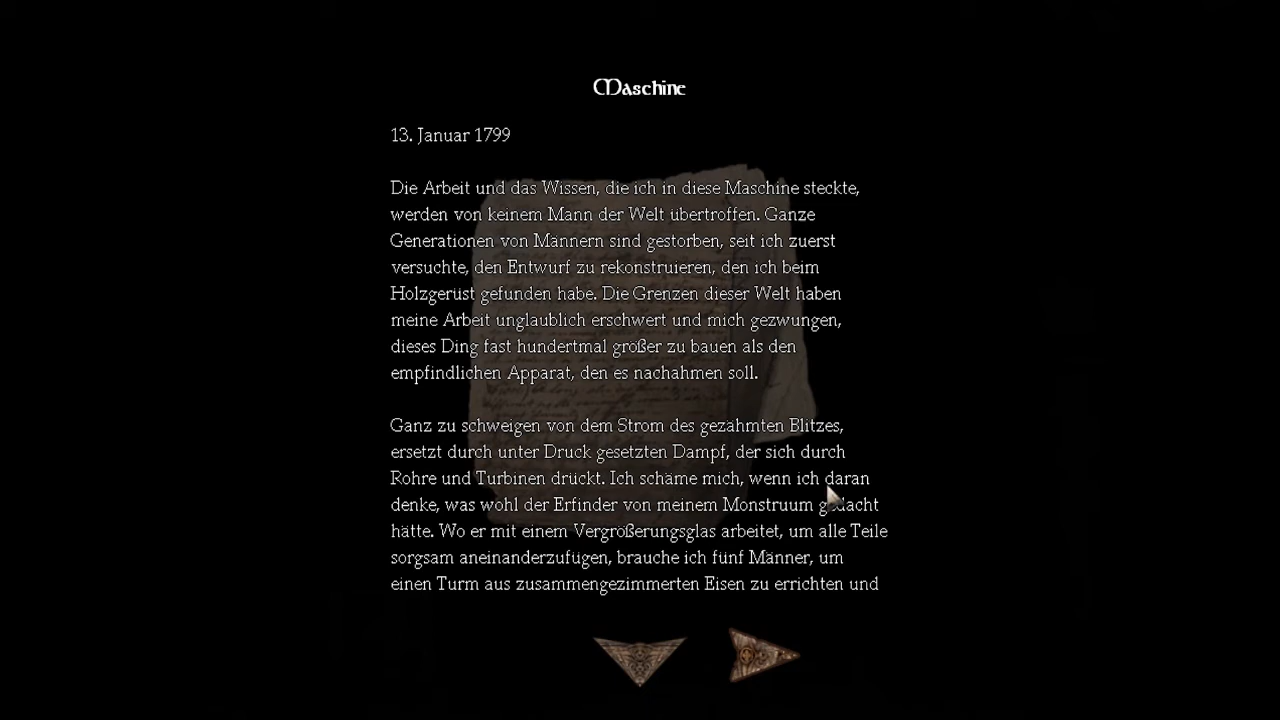 Maschine
13. Januar 1799
Die Arbeit und das Wissen, die ich in diese Maschine steckte,
werden von keinem Mann der Welt übertroffen. Ganze
Generationen von Männern sind gestorben, seit ich zuerst
versuchte, den Entwurf zu rekonstruieren, den ich beim
Holzgerüst gefunden habe. Die Grenzen dieser Welt haben
meine Arbeit unglaublich erschwert und mich gezwungen,
dieses Ding fast hundertmal größer zu bauen als den
empfindlichen Apparat, den es nachahmen soll.
Ganz zu schweigen von dem Strom des gezähmten Blitzes,
ersetzt durch unter Druck gesetzten Dampf, der sich durch
Rohre und Turbinen drückt. Ich schäme mich, wenn ich daran
denke, was wohl der Erfinder von meinem Monstruum gedacht
hätte. Wo er mit einem Vergrößerungsglas arbeitet, um alle Teile
sorgsam aneinanderzufügen, brauche ich fünf Männer, um
einen Turm aus zusammengezimmerten Eisen zu errichten und